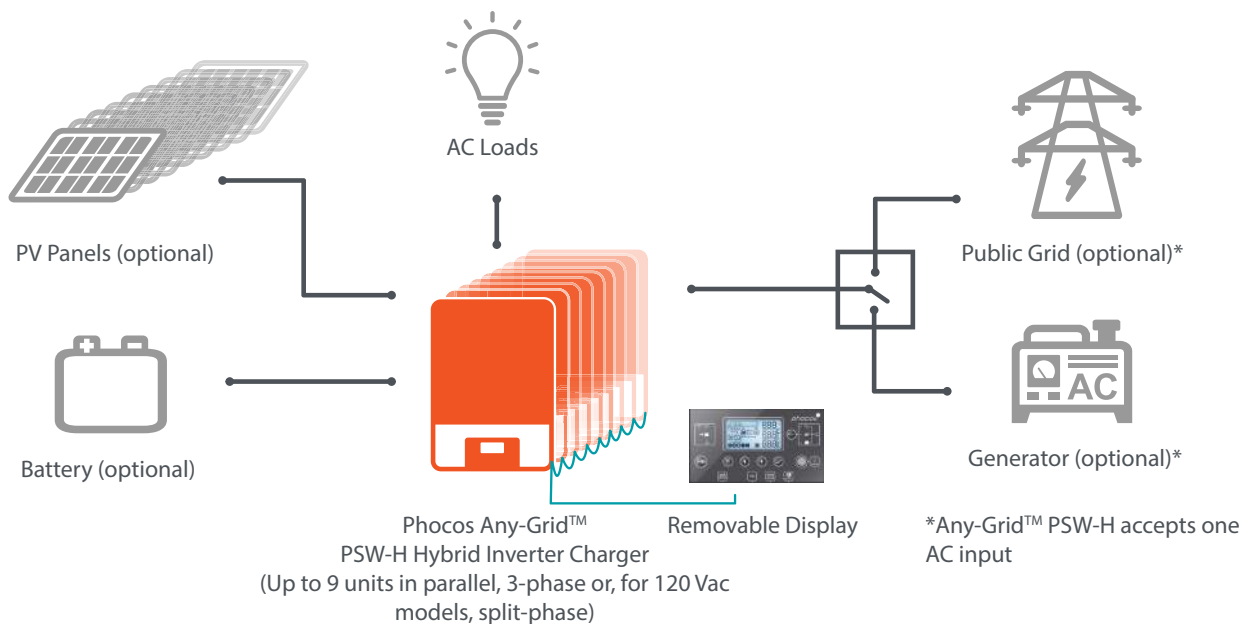 AC Loads
PV Panels (optional)
Public Grid (optional)*
Battery (optional)
AC
Generator (optional)*
phocos
Phocos Any-Grid™
PSW-H Hybrid Inverter Charger
(Up to 9 units in parallel, 3-phase or, for 120 Vac
models, split-phase)
Removable Display
*Any-Grid™ PSW-H accepts one
AC input